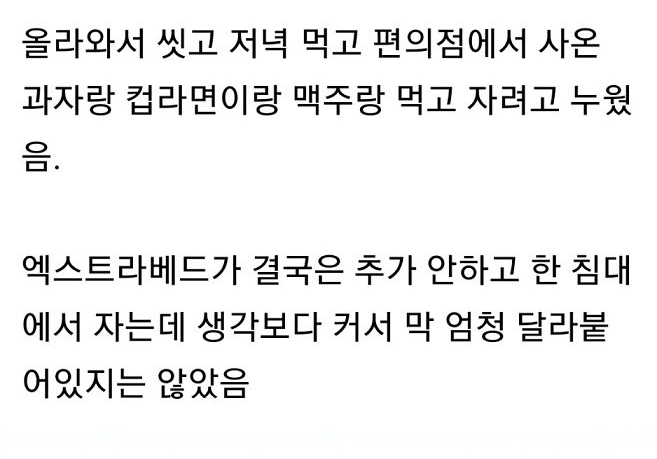 올라와서 씻고 저녁 먹고 편의점에서 사온
과자랑 컵라면이랑 맥주랑 먹고 자려고 누웠
음.
엑스트라베드가 결국은 추가 안하고 한 침대
에서 자는데 생각보다 커서 막 엄청 달라붙
어있지는 않았음